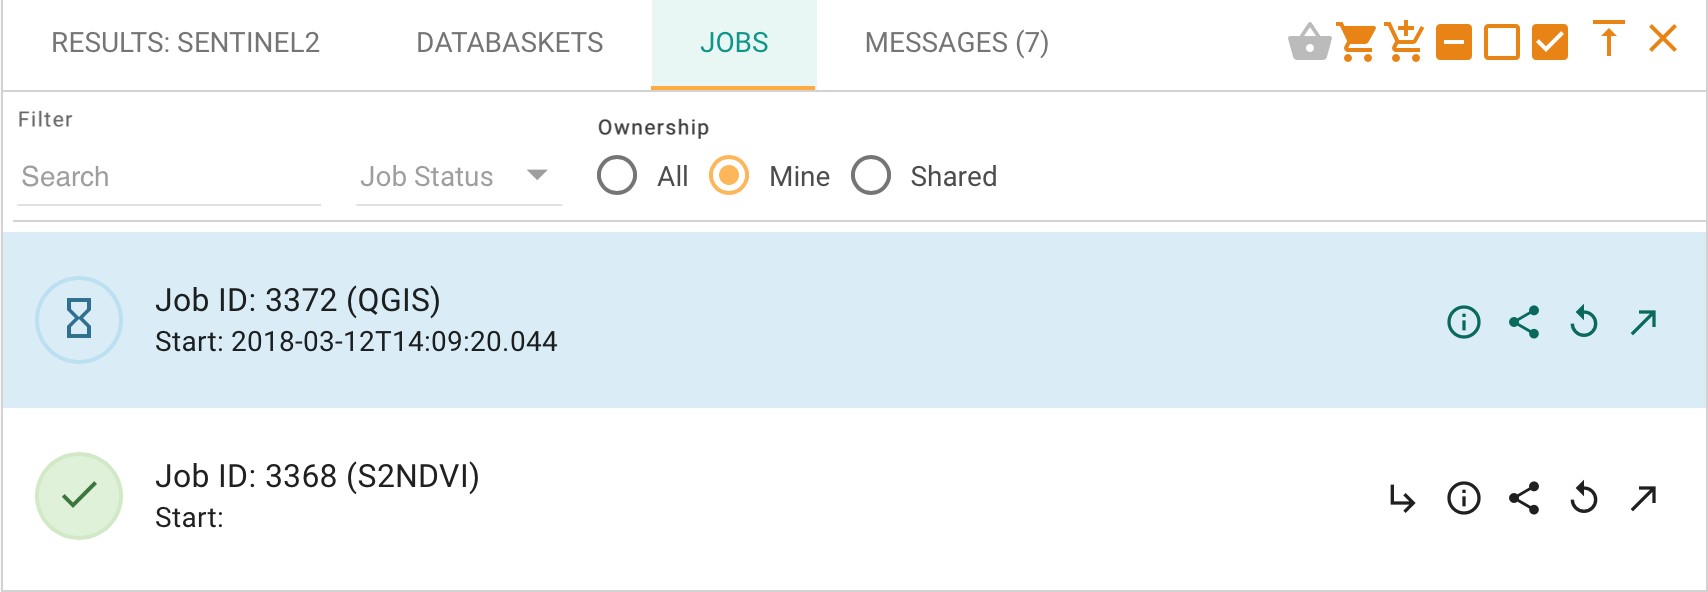 RESULTS: SENTINEL2 DATABASKETS JOBS MESSAGES (7)
Filter
Ownership
Search Job Status All Mine Shared
Job ID: 3372 (QGIS)
Start: 2018-03-12T14:09:20.044
Job ID: 3368 (S2NDVI)
Start: